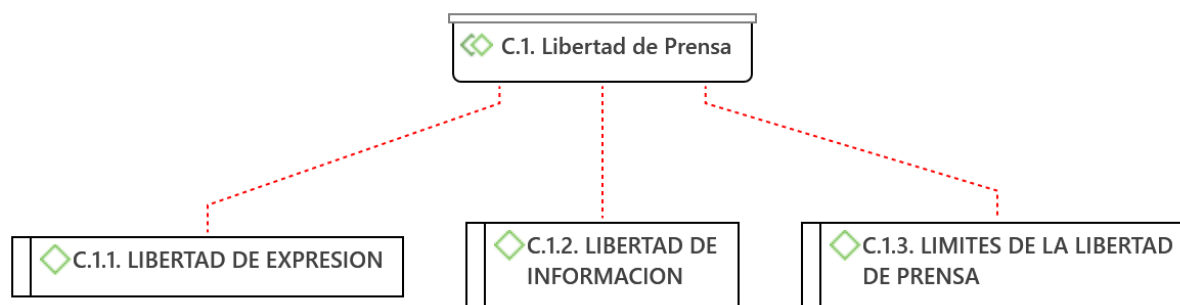 C.1. Libertad de Prensa
C.1.1. LIBERTAD DE EXPRESION
C.1.2. LIBERTAD DE
INFORMACION
C.1.3. LIMITES DE LA LIBERTAD
DE PRENSA